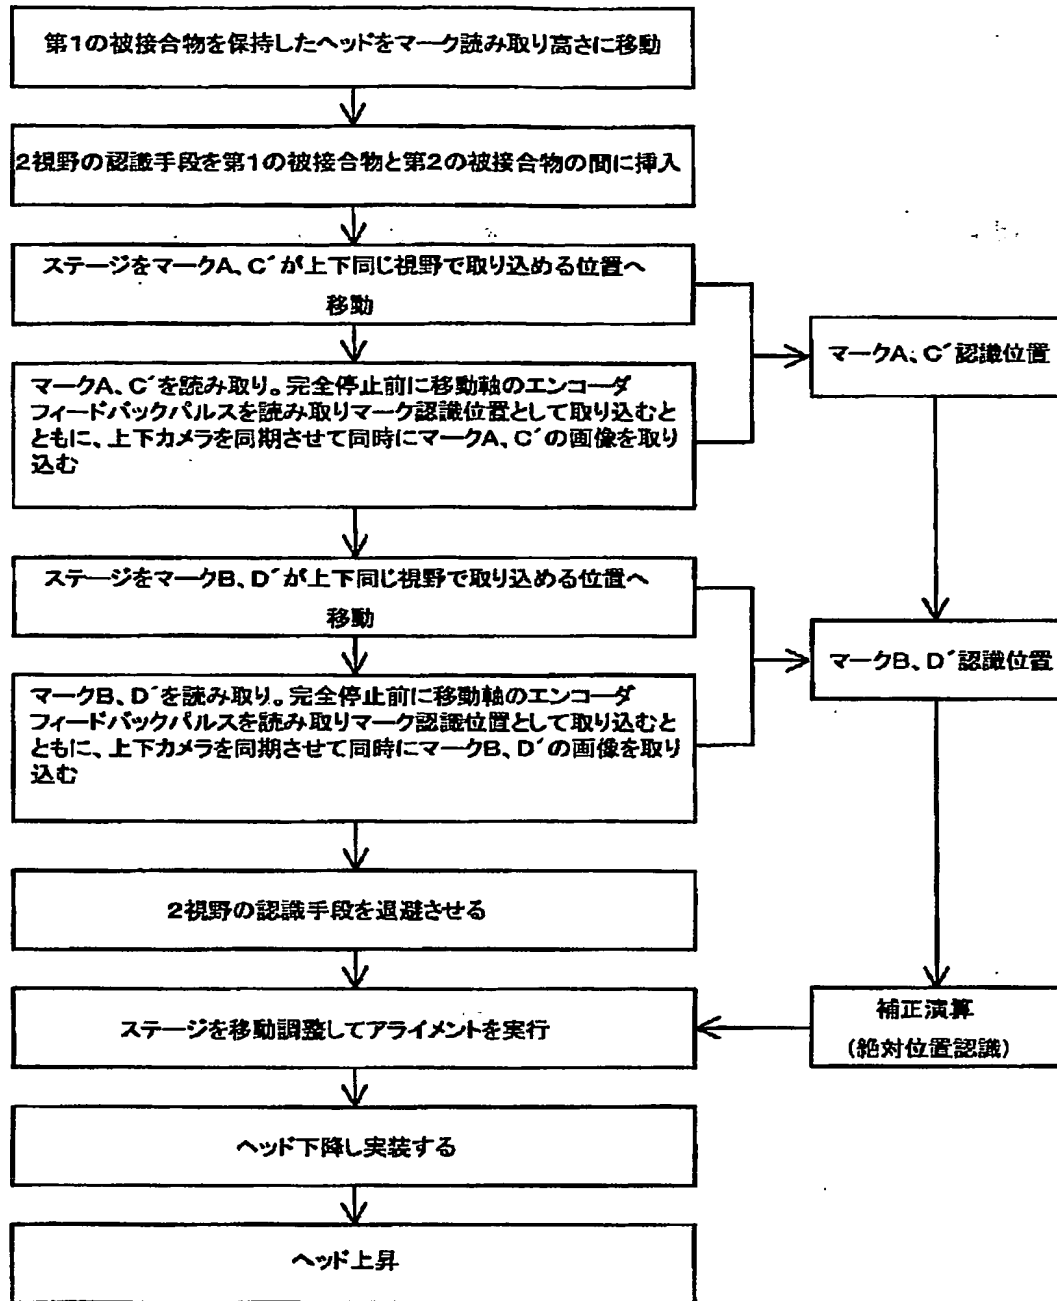 第1の被接合物を保持したヘッドをマーク読み取り高さに移動
2視野の認識手段を第1の被接合物と第2の被接合物の間に挿入
ステージをマークA、C´が上下同じ視野で取り込める位置へ
移動
マークA、C´認識位置
マークA、C´を読み取り。完全停止前に移動軸のエンコーダ
フィードバックパルスを読み取りマーク認識位置として取り込むと
ともに、上下カメラを同期させて同時にマークA、C´の画像を取り
込む
ステージをマークB、D´が上下同じ視野で取り込める位置へ
移動
マークB、D´認識位置
マークB、D´を読み取り。完全停止前に移動軸のエンコーダ
フィードバックパルスを読み取りマーク認識位置として取り込むと
ともに、上下カメラを同期させて同時にマークB、D´の画像を取り
込む
2視野の認識手段を退避させる
ステージを移動調整してアライメントを実行
補正演算
(絶対位置認識)
ヘッド下降し実装する
ヘッド上昇